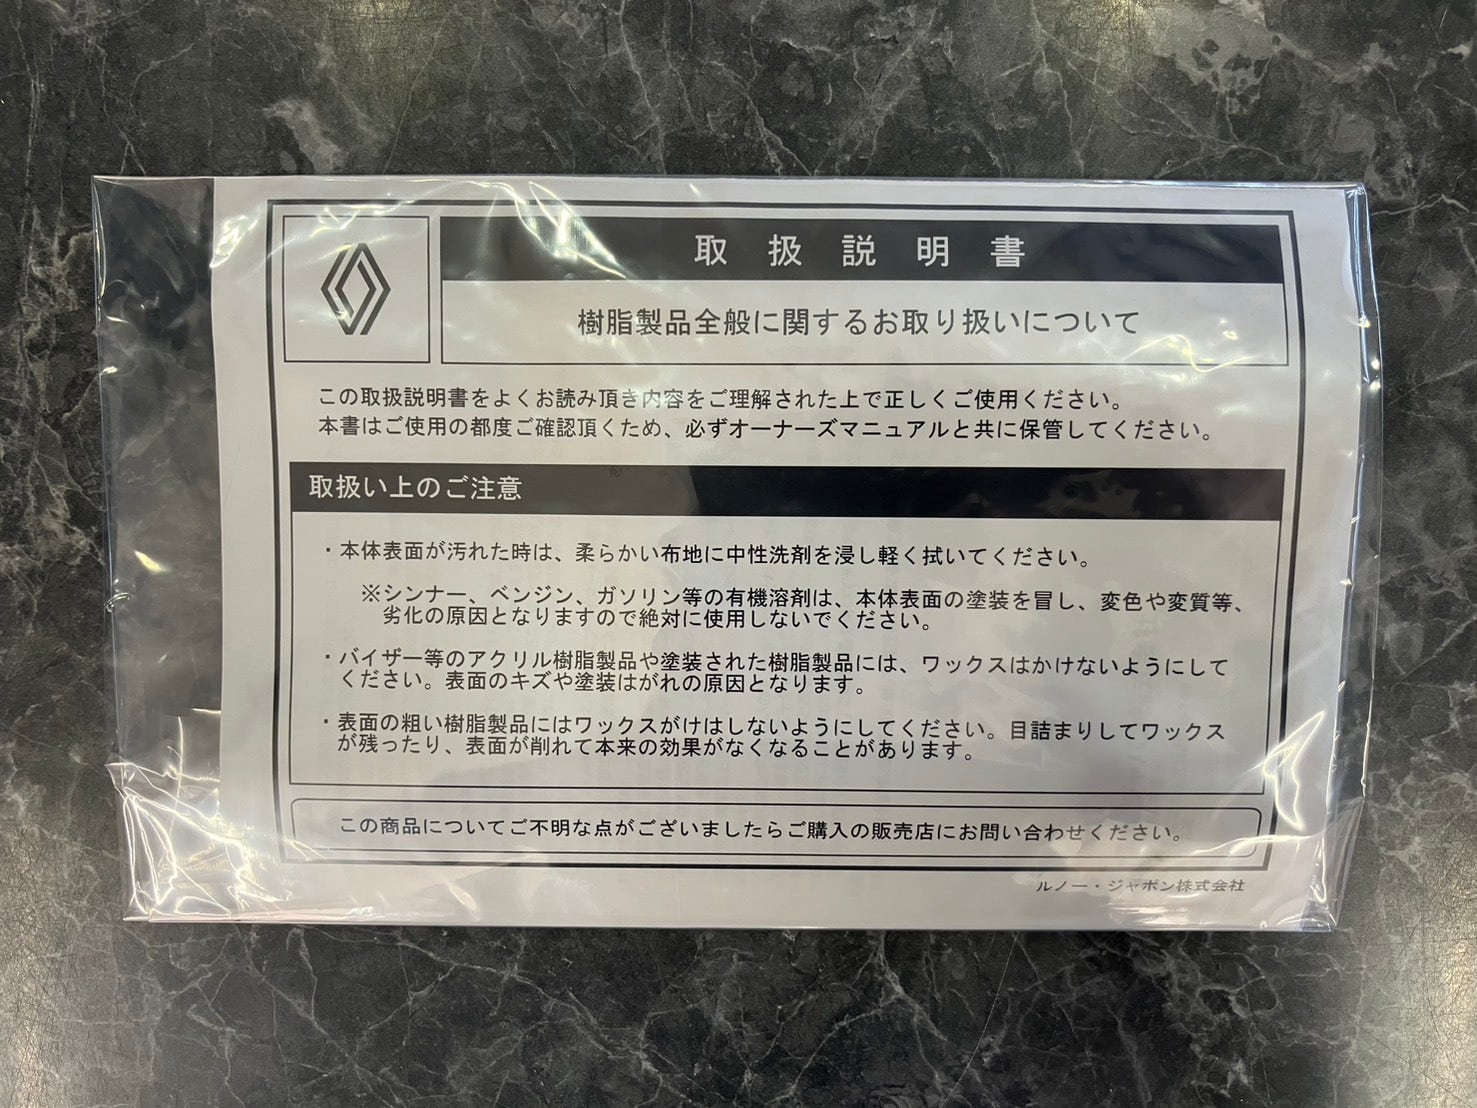 取扱説明書
樹脂製品全般に関するお取り扱いについて
この取扱説明書をよくお読み頂き内容をご理解された上で正しくご使用ください。
本書はご使用の都度ご確認頂くため、必ずオーナーズマニュアルと共に保管してください。
取扱い上のご注意
・本体表面が汚れた時は、柔らかい布地に中性洗剤を浸し軽く拭いてください。
※シンナー、ベンジン、ガソリン等の有機溶剤は、本体表面の塗装を冒し、変色や変質等、
劣化の原因となりますので絶対に使用しないでください。
・バイザー等のアクリル樹脂製品や塗装された樹脂製品には、ワックスはかけないようにして
ください。表面のキズや塗装はがれの原因となります。
・表面の粗い樹脂製品にはワックスがけはしないようにしてください。目詰まりしてワックス
が残ったり、表面が削れて本来の効果がなくなることがあります。
この商品についてご不明な点がございましたらご購入の販売店にお問い合わせください。
ルノー・ジャポン株式会社